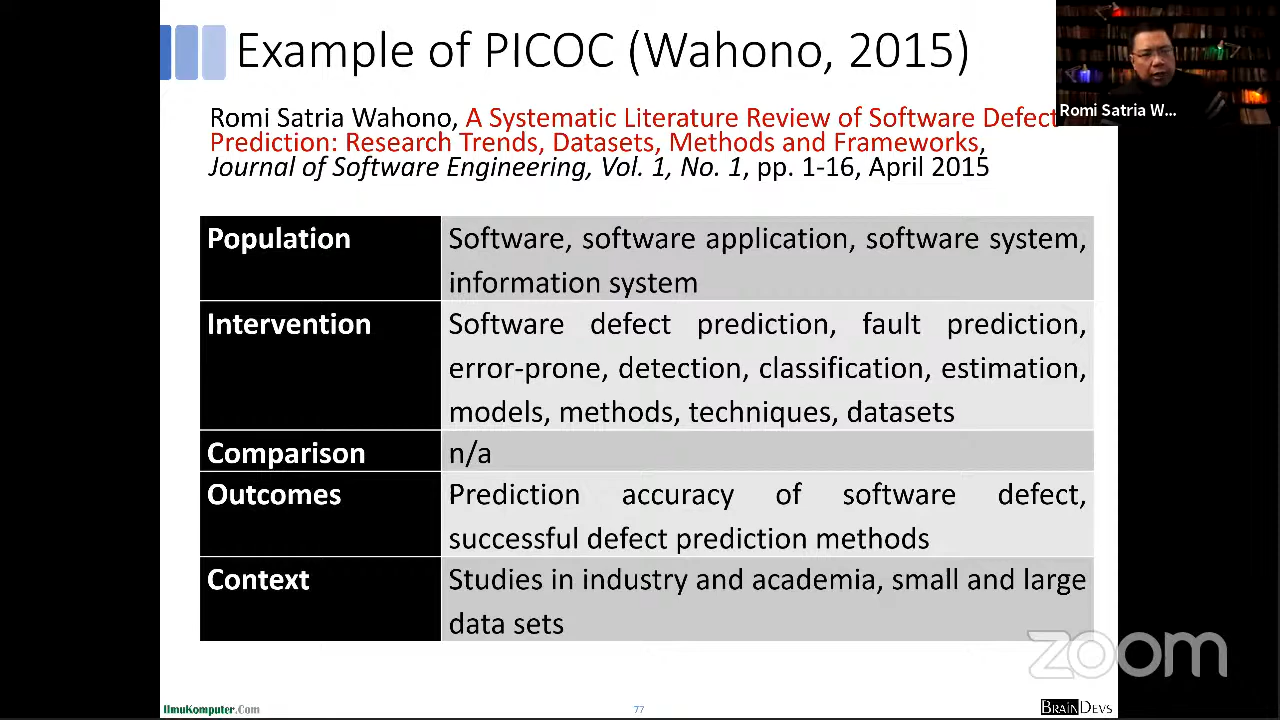 Example of PICOC (Wahono, 2015)
Romi Satria W...
Romi Satria Wahono, A Systematic Literature Review of Software Defect
Prediction: Research Trends, Datasets, Methods and Frameworks,
Journal of Software Engineering, Vol. 1, No. 1, pp. 1-16, April 2015
Population
Software, software application, software system,
information system
Intervention
Software defect prediction, fault prediction,
error-prone, detection, classification, estimation,
models, methods, techniques, datasets
Comparison
n/a
Outcomes
Prediction accuracy of software defect,
successful defect prediction methods
Context
Studies in industry and academia, small and large
data sets
zoom
IlmuKomputer.Com
77
BRAINDEVS